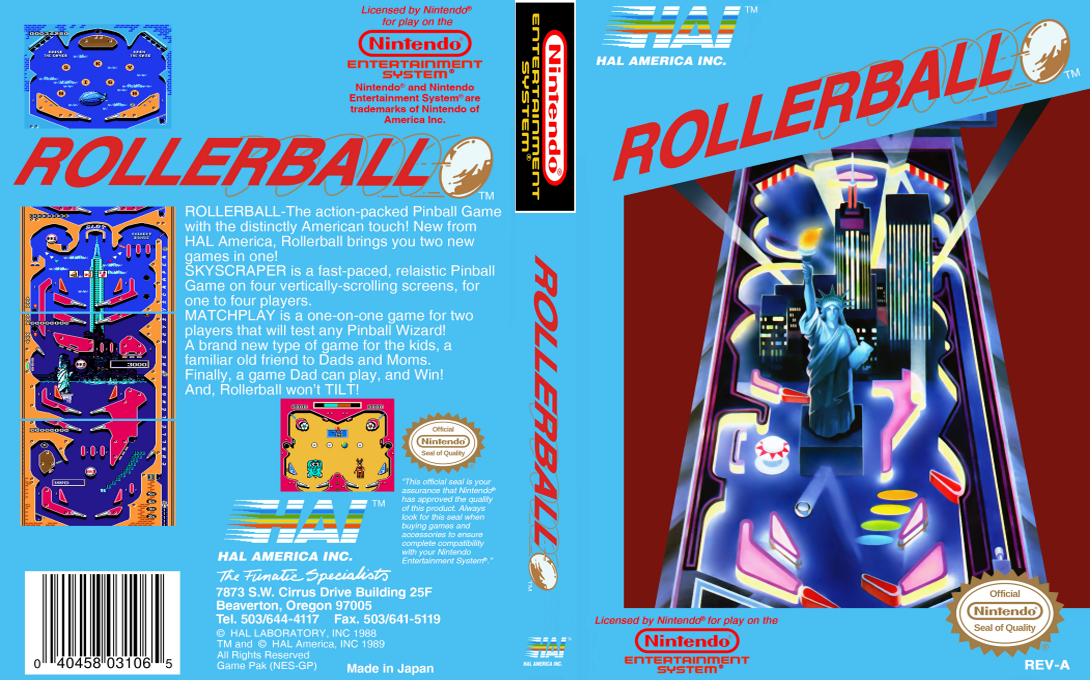 Licensed by Nintendo®
for play on the
Nintendo®
ENTERTAINMENT
SYSTEM®
Nintendo® and Nintendo
Entertainment System® are
trademarks of Nintendo of
America Inc.
ROLLERBALL
TM
ROLLERBALL-The action-packed Pinball Game
with the distinctly American touch! New from
HAL America, Rollerball brings you two new
games in one!
SKYSCRAPER is a fast-paced, relaistic Pinball
Game on four vertically-scrolling screens, for
one to four players.
MATCHPLAY is a one-on-one game for two
players that will test any Pinball Wizard!
A brand new type of game for the kids, a
familiar old friend to Dads and Moms.
Finally, a game Dad can play, and Win!
And, Rollerball won't TILT!
SLOT
3000
Official
Nintendo®
Seal of Quality
"This official seal is your
assurance that Nintendo®
has approved the quality
of this product. Always
look for this seal when
buying games and
accessories to ensure
complete compatibility
with your Nintendo
Entertainment System®."
HAL TM
HAL AMERICA INC.
The Funatic Specialists
7873 S.W. Cirrus Drive Building 25F
Beaverton, Oregon 97005
Tel. 503/644-4117 Fax. 503/641-5119
© HAL LABORATORY, INC 1988
TM and © HAL America, INC 1989
All Rights Reserved
Game Pak (NES-GP)
Made in Japan
0 40458 03106 5
Nintendo®
ENTERTAINMENT
SYSTEM®
ROLLERBALL
TM
HAL
HAL AMERICA INC.
HAL TM
HAL AMERICA INC.
ROLLERBALL
TM
Licensed by Nintendo® for play on the
Nintendo®
ENTERTAINMENT
SYSTEM®
Official
Nintendo®
Seal of Quality
REV-A